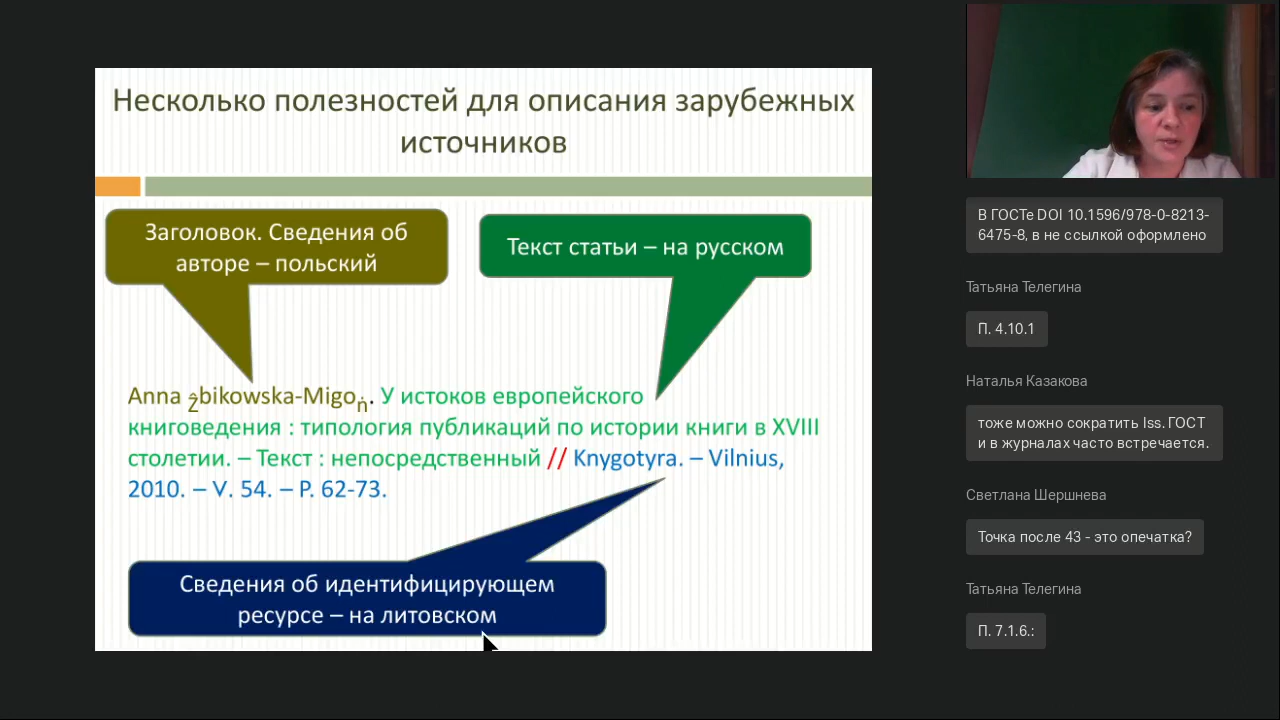 Несколько полезностей для описания зарубежных
источников
Заголовок. Сведения об
авторе – польский
Текст статьи – на русском
Anna Ẑbikowska-Migoṅ. У истоков европейского
книговедения : типология публикаций по истории книги в XVIII
столетии. – Текст : непосредственный // Knygotyra. – Vilnius,
2010. – V. 54. – P. 62-73.
Сведения об идентифицирующем
ресурсе – на литовском
В ГОСТе DOI 10.1596/978-0-8213-
6475-8, в не ссылкой оформлено
Татьяна Телегина
П. 4.10.1
Наталья Казакова
тоже можно сократить Iss. ГОСТ
и в журналах часто встречается.
Светлана Шершнева
Точка после 43 - это опечатка?
Татьяна Телегина
П. 7.1.6.: